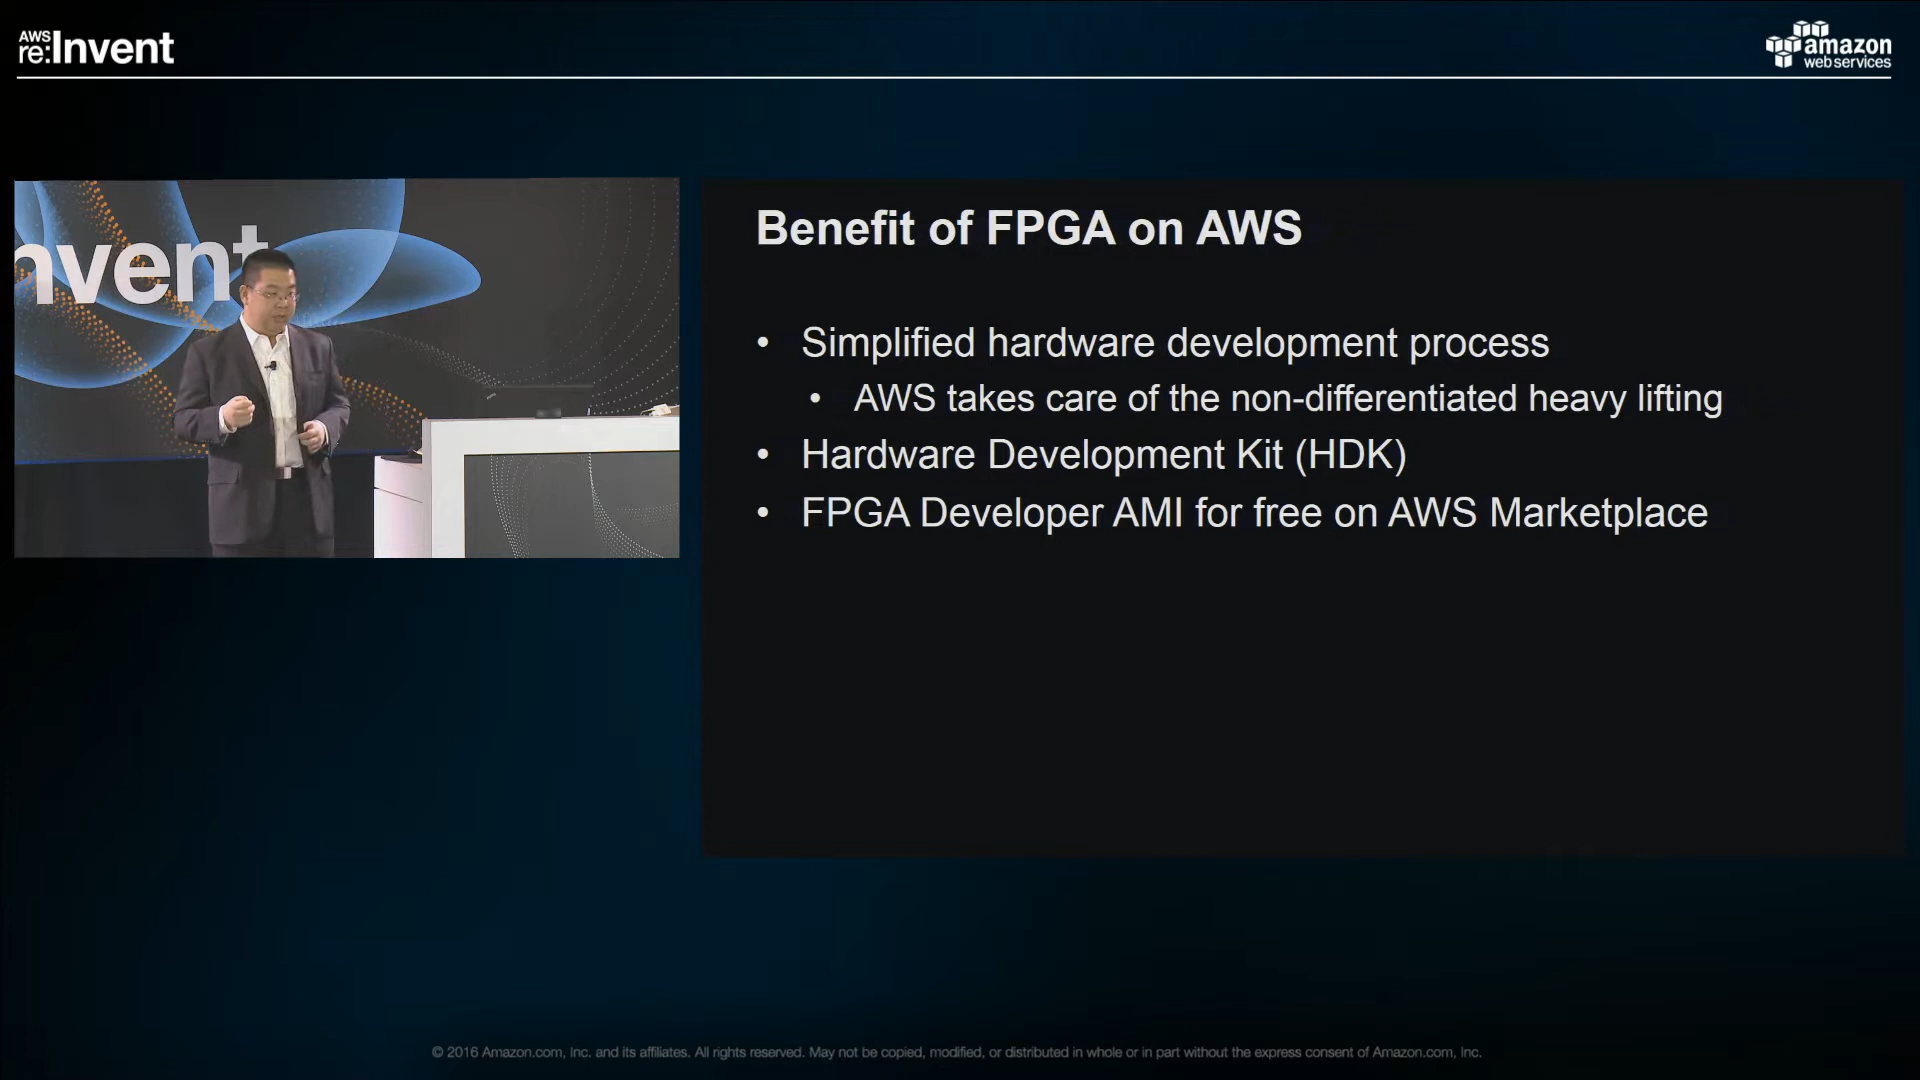 AWS
re:Invent
amazon
web services
nvent
Benefit of FPGA on AWS
• Simplified hardware development process
• AWS takes care of the non-differentiated heavy lifting
• Hardware Development Kit (HDK)
• FPGA Developer AMI for free on AWS Marketplace
© 2016 Amazon.com, Inc. and its affiliates. All rights reserved. May not be copied, modified, or distributed in whole or in part without the express consent of Amazon.com, Inc.